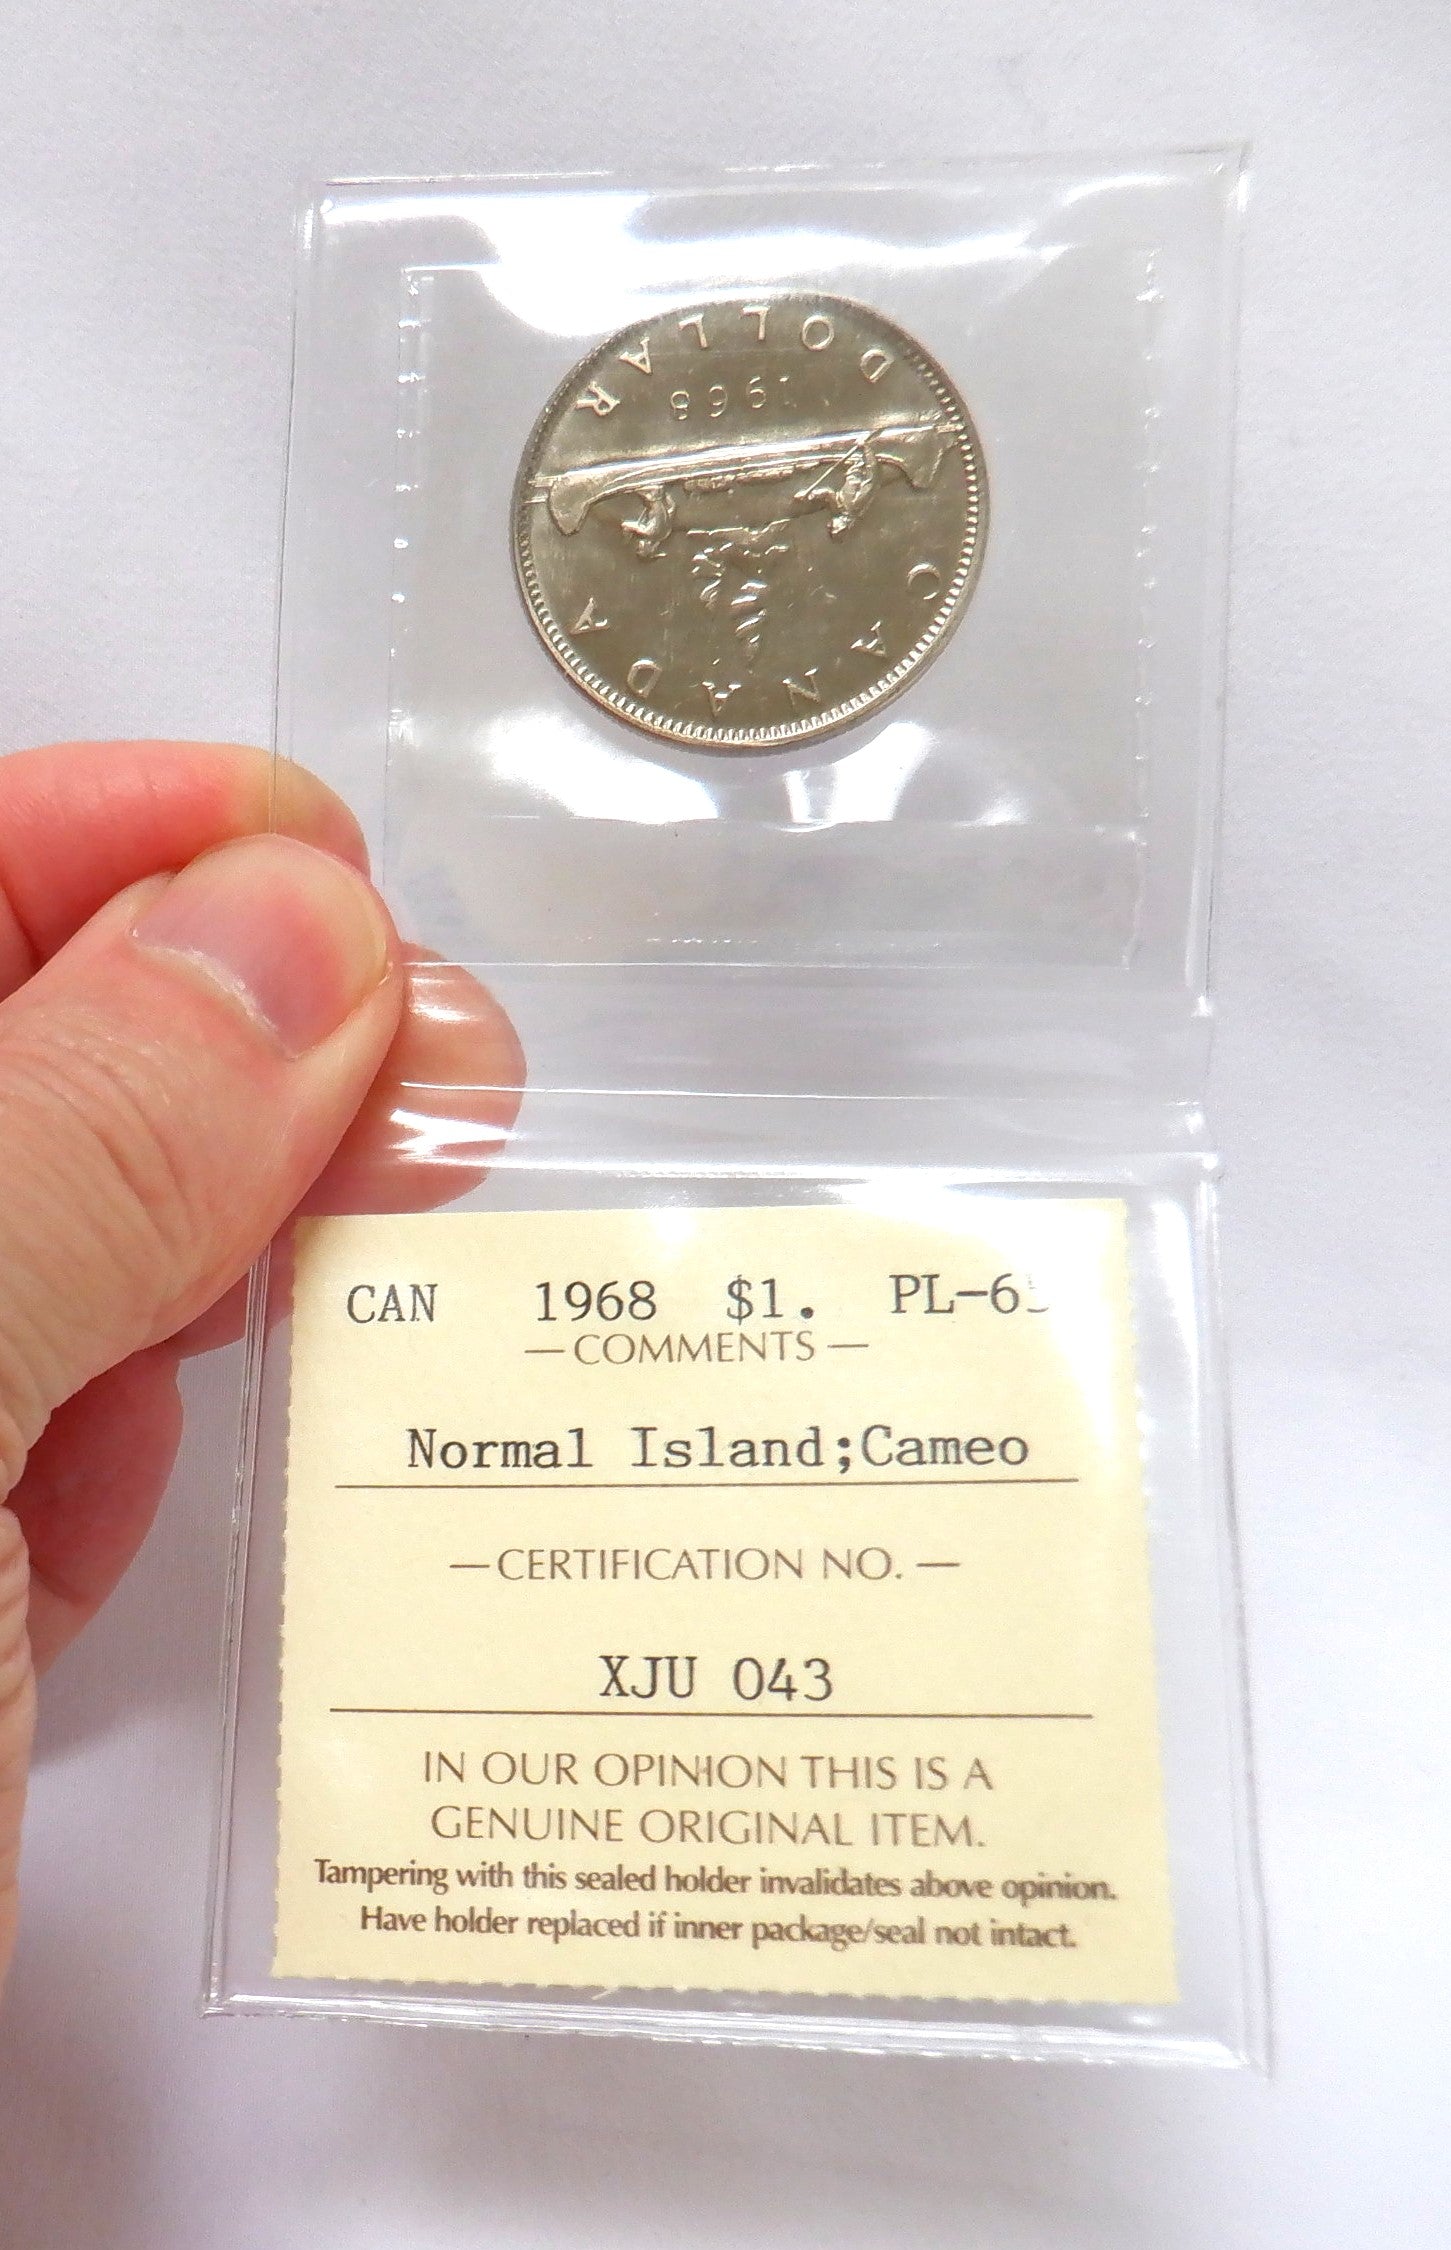 CANADA
1968
DOLLAR
CAN 1968 $1. PL-65
—COMMENTS—
Normal Island;Cameo
—CERTIFICATION NO.—
XJU 043
IN OUR OPINION THIS IS A
GENUINE ORIGINAL ITEM.
Tampering with this sealed holder invalidates above opinion.
Have holder replaced if inner package/seal not intact.